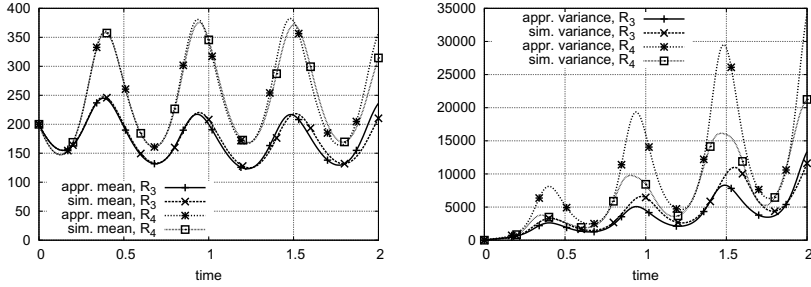 400
350
300
250
200
150
100
50
0
appr. mean, R3
sim. mean, R3
appr. mean, R4
sim. mean, R4
0 0.5 1 1.5 2
time
35000
30000
25000
20000
15000
10000
5000
0
appr. variance, R3
sim. variance, R3
appr. variance, R4
sim. variance, R4
0 0.5 1.0 1.5 2
time